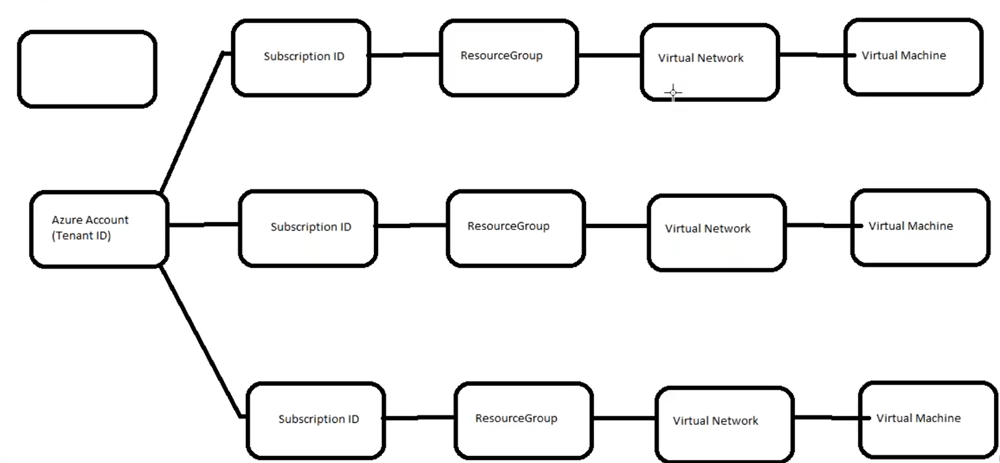 Subscription ID
ResourceGroup
Virtual Network
Virtual Machine
Azure Account
(Tenant ID)
Subscription ID
ResourceGroup
Virtual Network
Virtual Machine
Subscription ID
ResourceGroup
Virtual Network
Virtual Machine